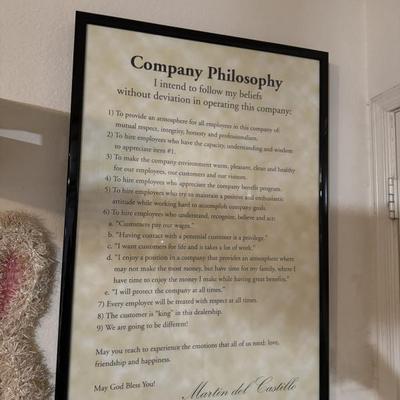 Company Philosophy
I intend to follow my beliefs
without deviation in operating this company:
1) To provide an atmosphere for all employees in this company of:
mutual respect, integrity, honesty and professionalism.
2) To hire employees who have the capacity, understanding and wisdom
to appreciate item #1.
3) To make the company environment warm, pleasant, clean and healthy
for our employees, our customers and our visitors.
4) To hire employees who appreciate the company benefit program.
5) To hire employees who try to maintain a positive and enthusiastic
attitude while working hard to accomplish company goals.
6) To hire employees who understand, recognize, believe and act:
a. "Customers pay our wages."
b. "Having contact with a potential customer is a privilege."
c. "I want customers for life and it takes a lot of work."
d. "I enjoy a position in a company that provides an atmosphere where I
may not make the most money, but have time for my family, where I
have time to enjoy the money I make while having great benefits."
e. "I will protect the company at all times."
7) Every employee will be treated with respect at all times.
8) The customer is "king" in this dealership.
9) We are going to be different!
May you reach to experience the emotions that all of us need: love,
friendship and happiness.
May God Bless You!
Martin del Castillo